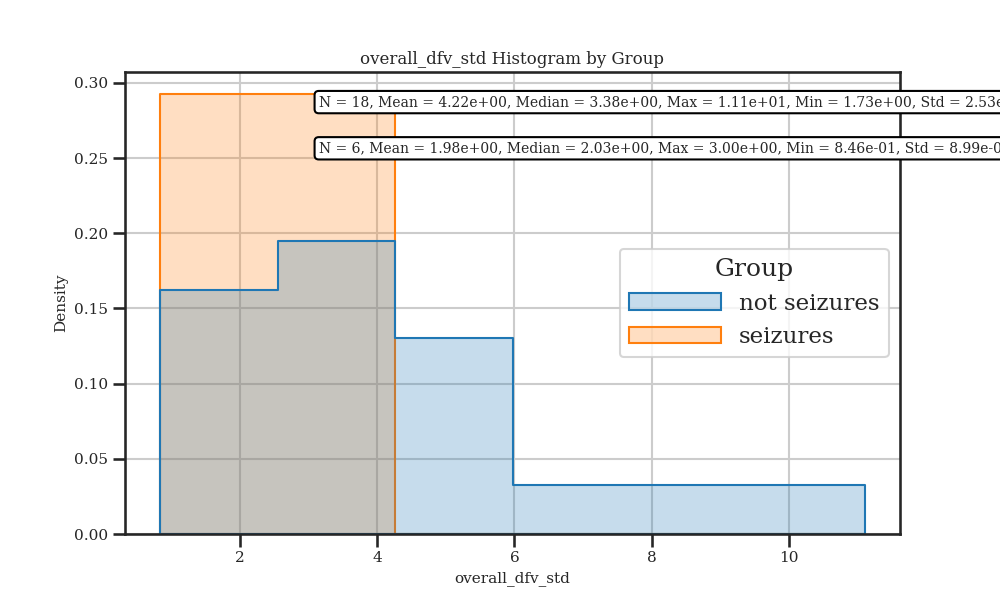 overall_dfv_std Histogram by Group
0.30
N = 18, Mean = 4.22e+00, Median = 3.38e+00, Max = 1.11e+01, Min = 1.73e+00, Std = 2.53e
N = 6, Mean = 1.98e+00, Median = 2.03e+00, Max = 3.00e+00, Min = 8.46e-01, Std = 8.99e-0
0.25
0.20
Group
not seizures
seizures
0.15
0.10
0.05
0.00
Density
2 4 6 8 10
overall_dfv_std